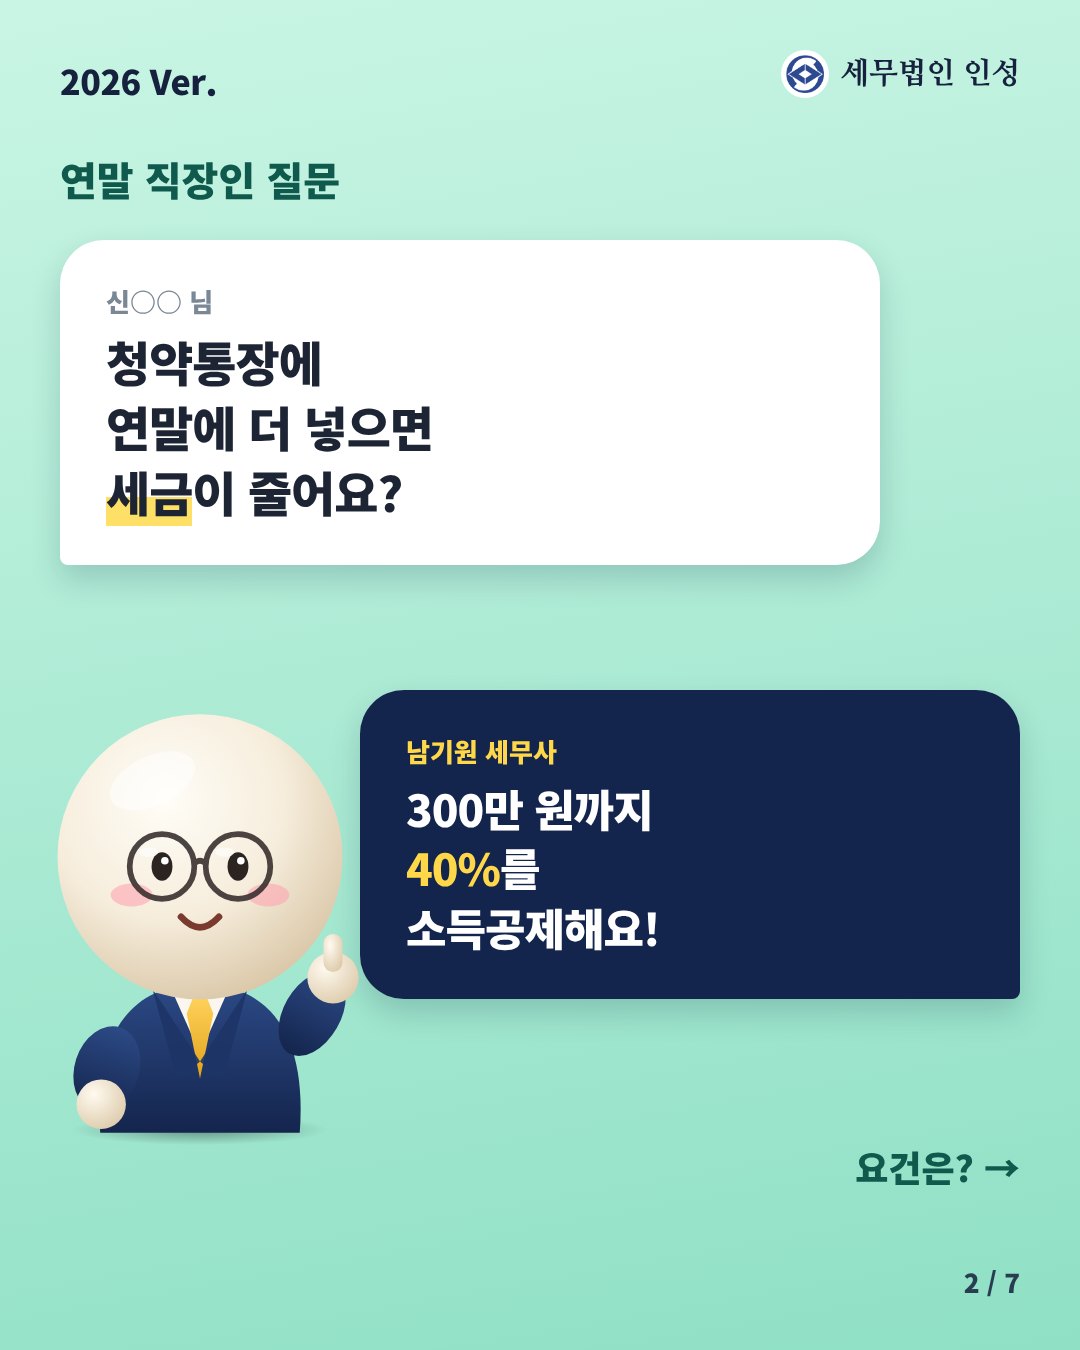 2026 Ver.
세무법인 인성
연말 직장인 질문
신○○ 님
청약통장에
연말에 더 넣으면
세금이 줄어요?
남기원 세무사
300만 원까지
40%를
소득공제해요!
요건은? →
2 / 7